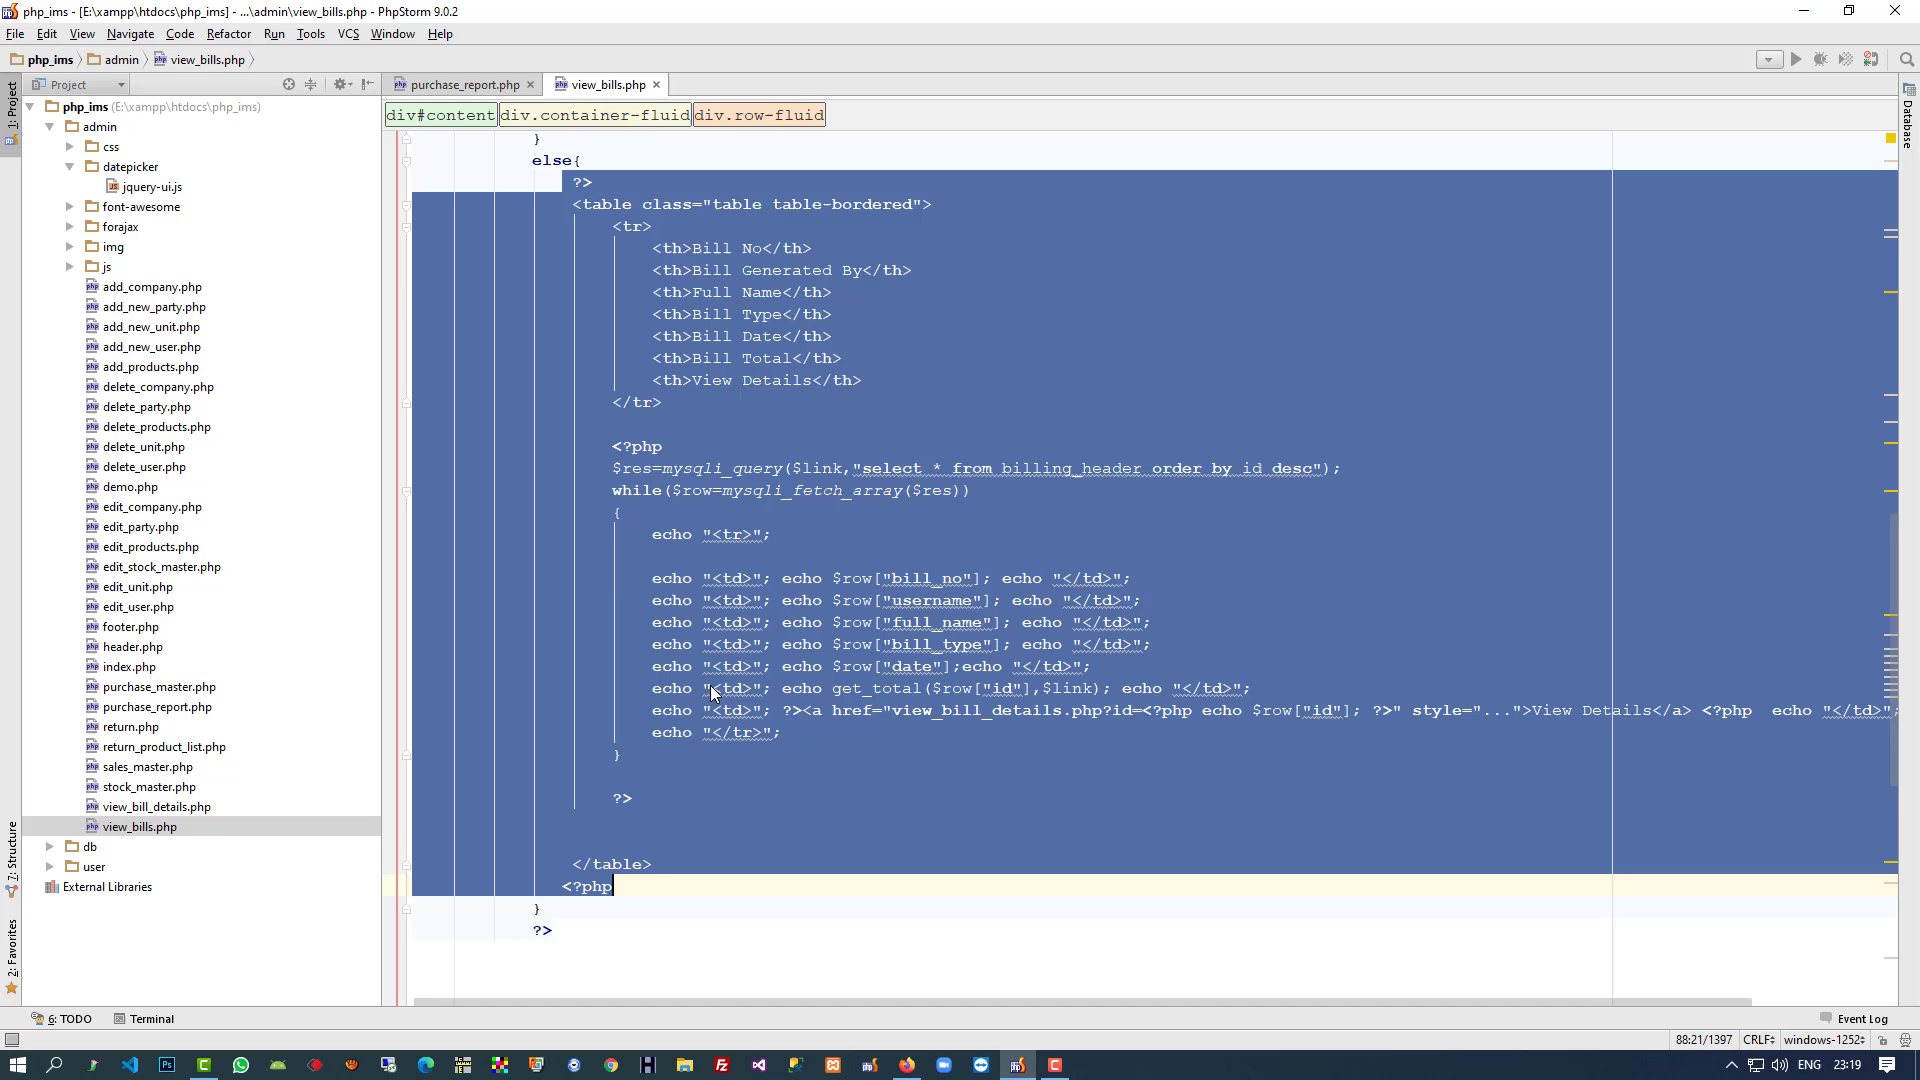 php_ims - [E:\xampp\htdocs\php_ims] - ...\admin\view_bills.php - PhpStorm 9.0.2
File Edit View Navigate Code Refactor Run Tools VCS Window Help
php_ims admin view_bills.php
Project
purchase_report.php
view_bills.php
1: Project
Database
php_ims (E:\xampp\htdocs\php_ims)
admin
css
datepicker
jquery-ui.js
font-awesome
forajax
img
js
add_company.php
add_new_party.php
add_new_unit.php
add_new_user.php
add_products.php
delete_company.php
delete_party.php
delete_products.php
delete_unit.php
delete_user.php
demo.php
edit_company.php
edit_party.php
edit_products.php
edit_stock_master.php
edit_unit.php
edit_user.php
footer.php
header.php
index.php
purchase_master.php
purchase_report.php
return.php
return_product_list.php
sales_master.php
stock_master.php
view_bill_details.php
view_bills.php
db
user
External Libraries
7: Structure
2: Favorites
div#content div.container-fluid div.row-fluid
}
else{
?>
<table class="table table-bordered">
<tr>
<th>Bill No</th>
<th>Bill Generated By</th>
<th>Full Name</th>
<th>Bill Type</th>
<th>Bill Date</th>
<th>Bill Total</th>
<th>View Details</th>
</tr>
<?php
$res=mysqli_query($link,"select * from billing_header order by id desc");
while($row=mysqli_fetch_array($res))
{
echo "<tr>";
echo "<td>"; echo $row["bill_no"]; echo "</td>";
echo "<td>"; echo $row["username"]; echo "</td>";
echo "<td>"; echo $row["full_name"]; echo "</td>";
echo "<td>"; echo $row["bill_type"]; echo "</td>";
echo "<td>"; echo $row["date"];echo "</td>";
echo "<td>"; echo get_total($row["id"],$link); echo "</td>";
echo "<td>"; ?><a href="view_bill_details.php?id=<?php echo $row["id"]; ?>" style="...">View Details</a> <?php  echo "</td>";
echo "</tr>";
}
?>
</table>
<?php
}
?>
6: TODO Terminal Event Log
88:21/1397 CRLF windows-1252
ENG 23:19